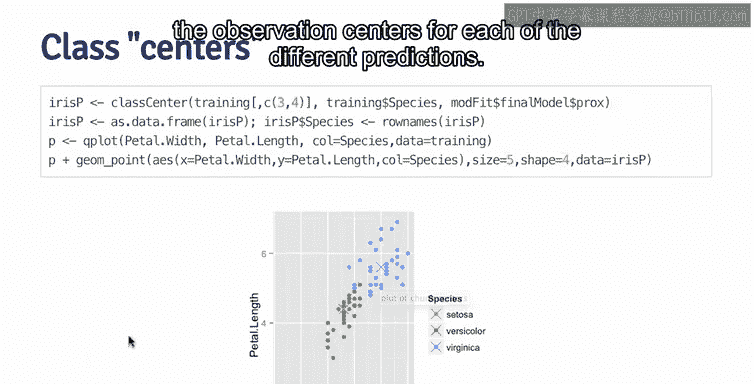 the observation centers for each of the
different predictions.
Class "centers"
irisP <- classCenter(training[,c(3,4)], training$Species, modFit$finalModel$prox)
irisP <- as.data.frame(irisP); irisP$Species <- rownames(irisP)
p <- qplot(Petal.Width, Petal.Length, col=Species,data=training)
p + geom_point(aes(x=Petal.Width,y=Petal.Length,col=Species),size=5,shape=4,data=irisP)
6
4
Petal.Length
plot of
Species
setosa
versicolor
virginica